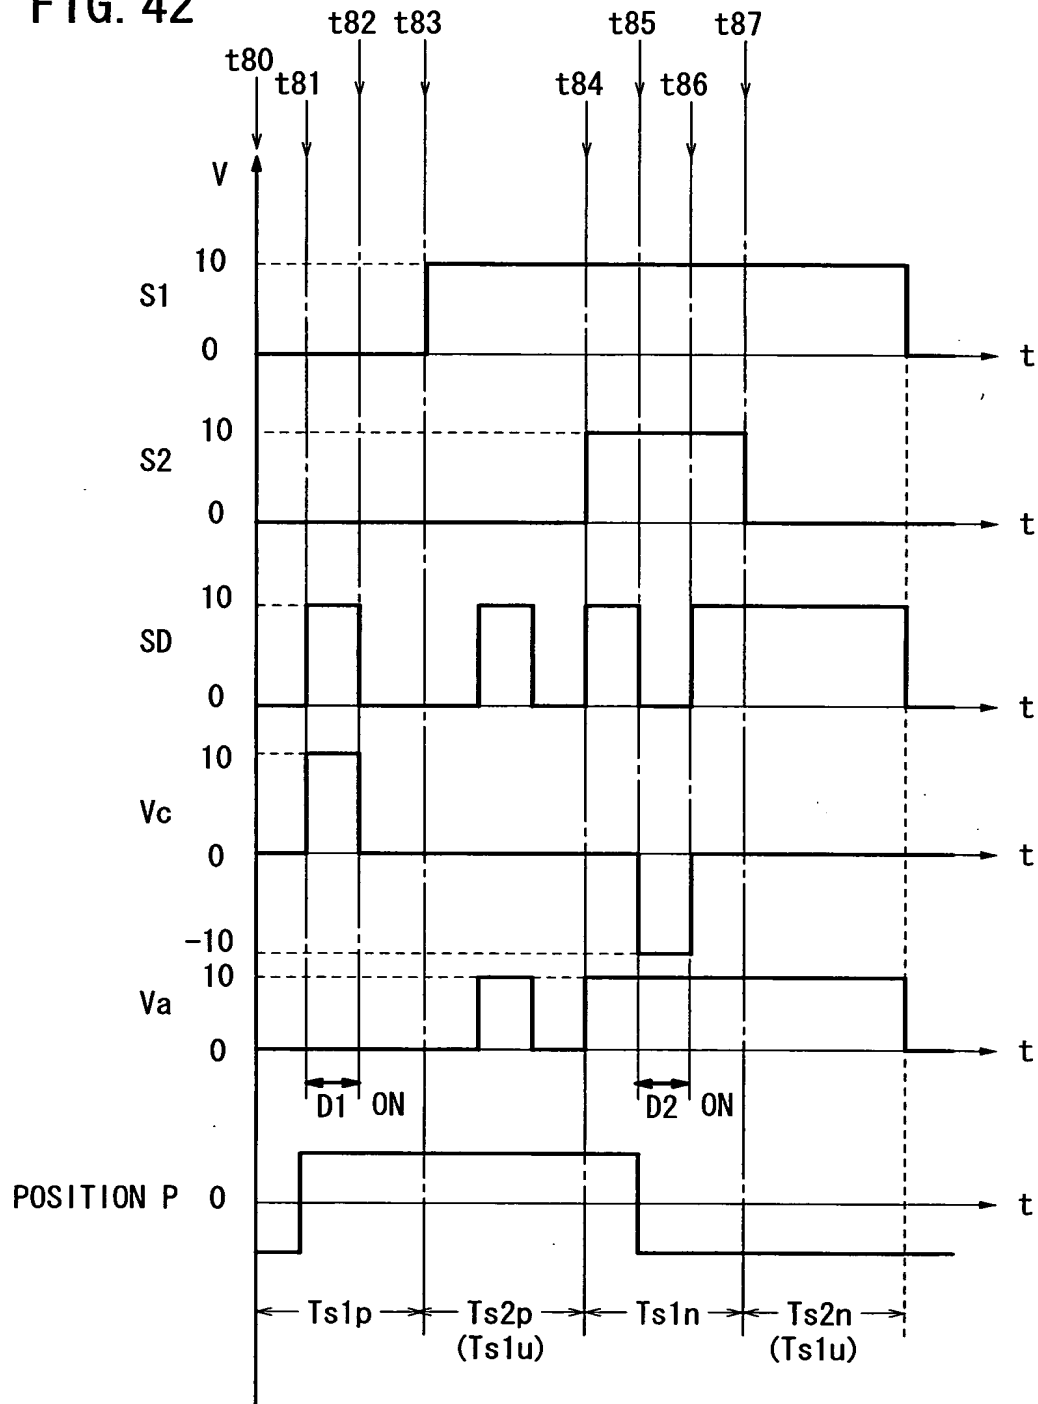 FIG. 42
t82 t83 t85 t87
t80
t81 t84 t86
V
10
S1
0 t
10
S2
0 t
10
SD
0 t
10
Vc
0 t
-10
10
Va
0 t
D1 ON D2 ON
POSITION P 0 t
Ts1p Ts2p Ts1n Ts2n
(Ts1u) (Ts1u)